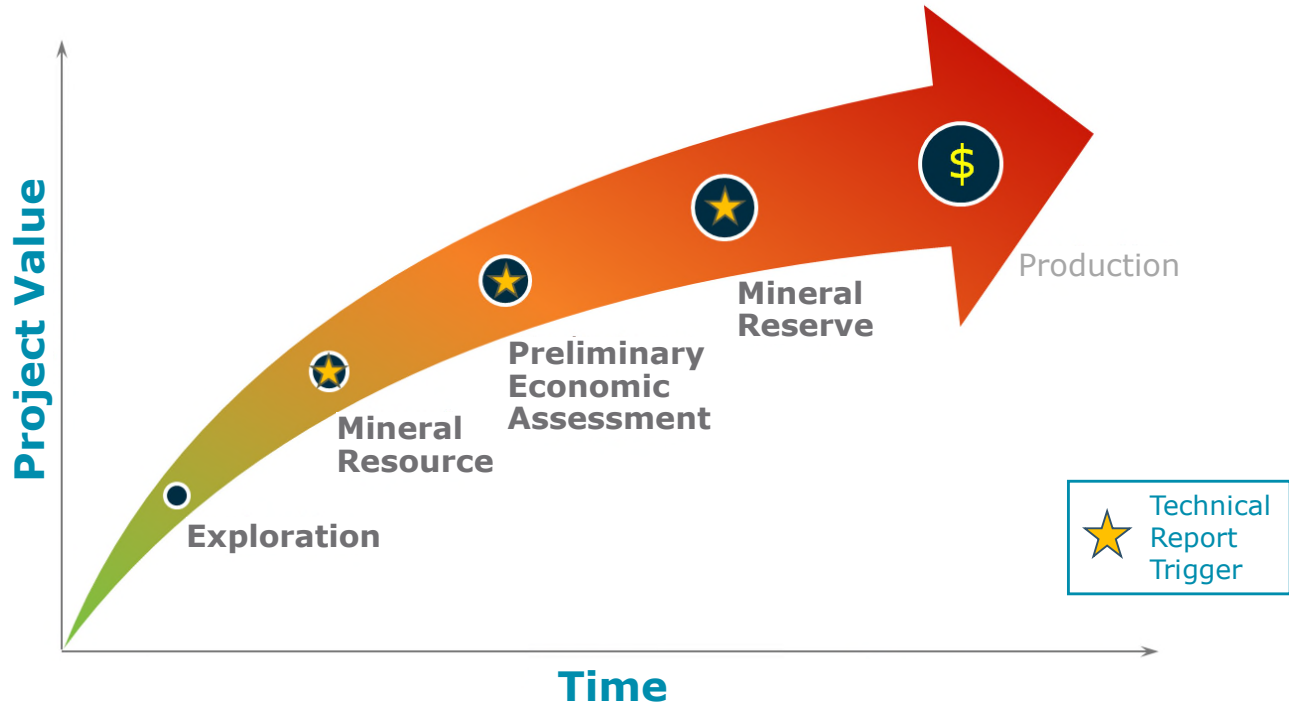 Project Value
$
Production
Mineral
Reserve
Preliminary
Economic
Assessment
Mineral
Resource
Exploration
Technical
Report
Trigger
Time